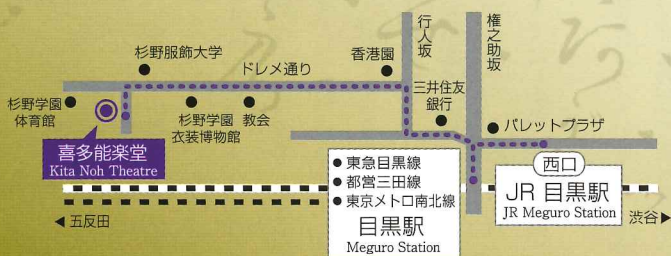 杉野服飾大学
ドレメ通り
香港園
行人坂
権之助坂
杉野学園
体育館
杉野学園
衣装博物館
教会
三井住友
銀行
パレットプラザ
喜多能楽堂
Kita Noh Theatre
●東急目黒線
●都営三田線
●東京メトロ南北線
目黒駅
Meguro Station
西口
JR 目黒駅
JR Meguro Station
◀五反田
渋谷▶